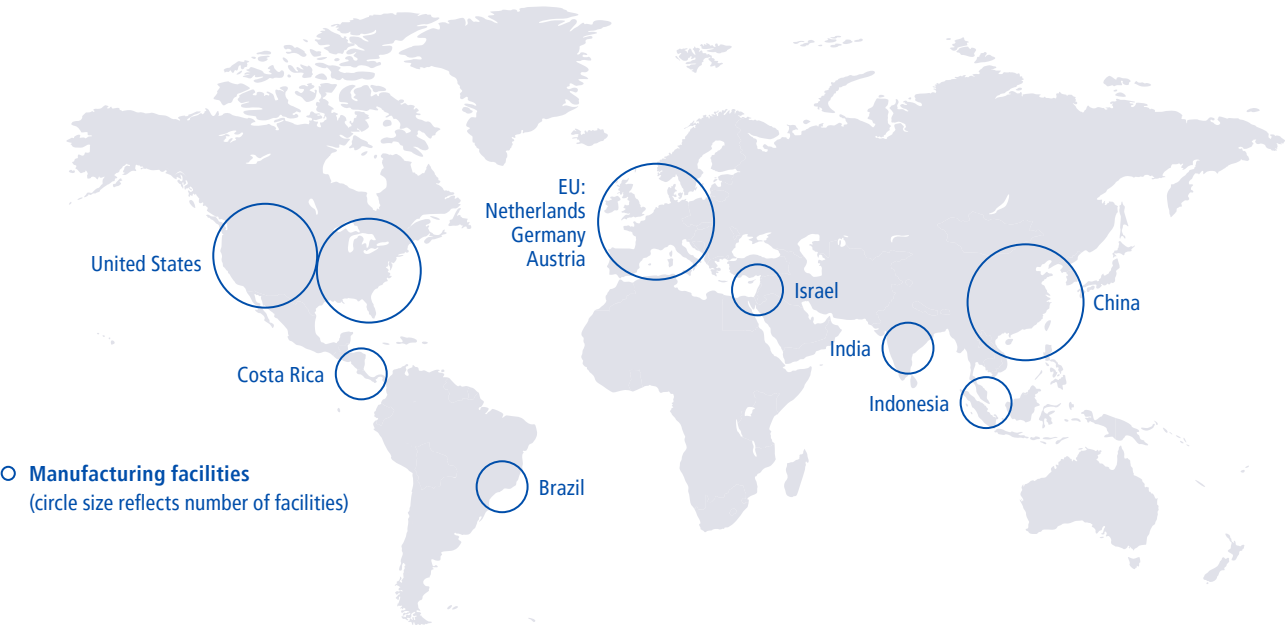 EU:
Netherlands
Germany
Austria
United States
Israel
China
India
Costa Rica
Indonesia
Manufacturing facilities
(circle size reflects number of facilities)
Brazil